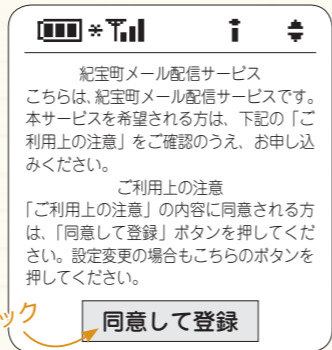 紀宝町メール配信サービス
こちらは、紀宝町メール配信サービスです。
本サービスを希望される方は、下記の「ご
利用上の注意」をご確認のうえ、お申し込
みください。
ご利用上の注意
「ご利用上の注意」の内容に同意される方
は、「同意して登録」ボタンを押してくだ
さい。設定変更の場合もこちらのボタンを
押してください。
ック
同意して登録